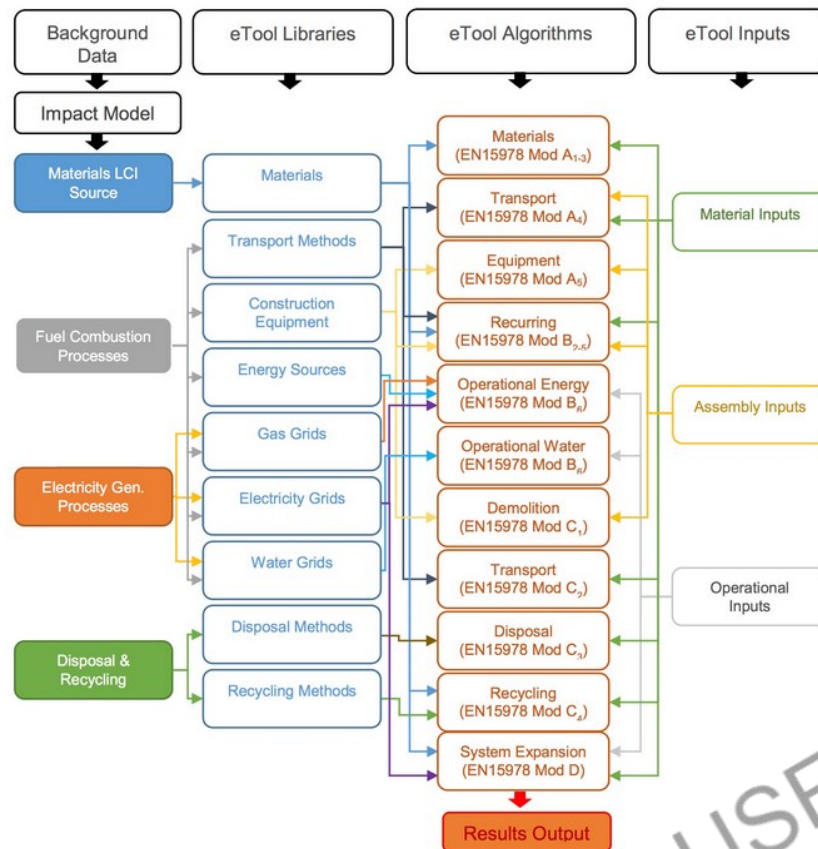 Background
Data
eTool Libraries
eTool Algorithms
eTool Inputs
Impact Model
Materials LCI
Source
Fuel Combustion
Processes
Electricity Gen.
Processes
Disposal &
Recycling
Materials
Transport Methods
Construction
Equipment
Energy Sources
Gas Grids
Electricity Grids
Water Grids
Disposal Methods
Recycling Methods
Materials
(EN15978 Mod A1-3)
Transport
(EN15978 Mod A4)
Equipment
(EN15978 Mod A5)
Recurring
(EN15978 Mod B2-5)
Operational Energy
(EN15978 Mod B6)
Operational Water
(EN15978 Mod B6)
Demolition
(EN15978 Mod C1)
Transport
(EN15978 Mod C2)
Disposal
(EN15978 Mod C3)
Recycling
(EN15978 Mod C4)
System Expansion
(EN15978 Mod D)
Results Output
Material Inputs
Assembly Inputs
Operational
Inputs
USE